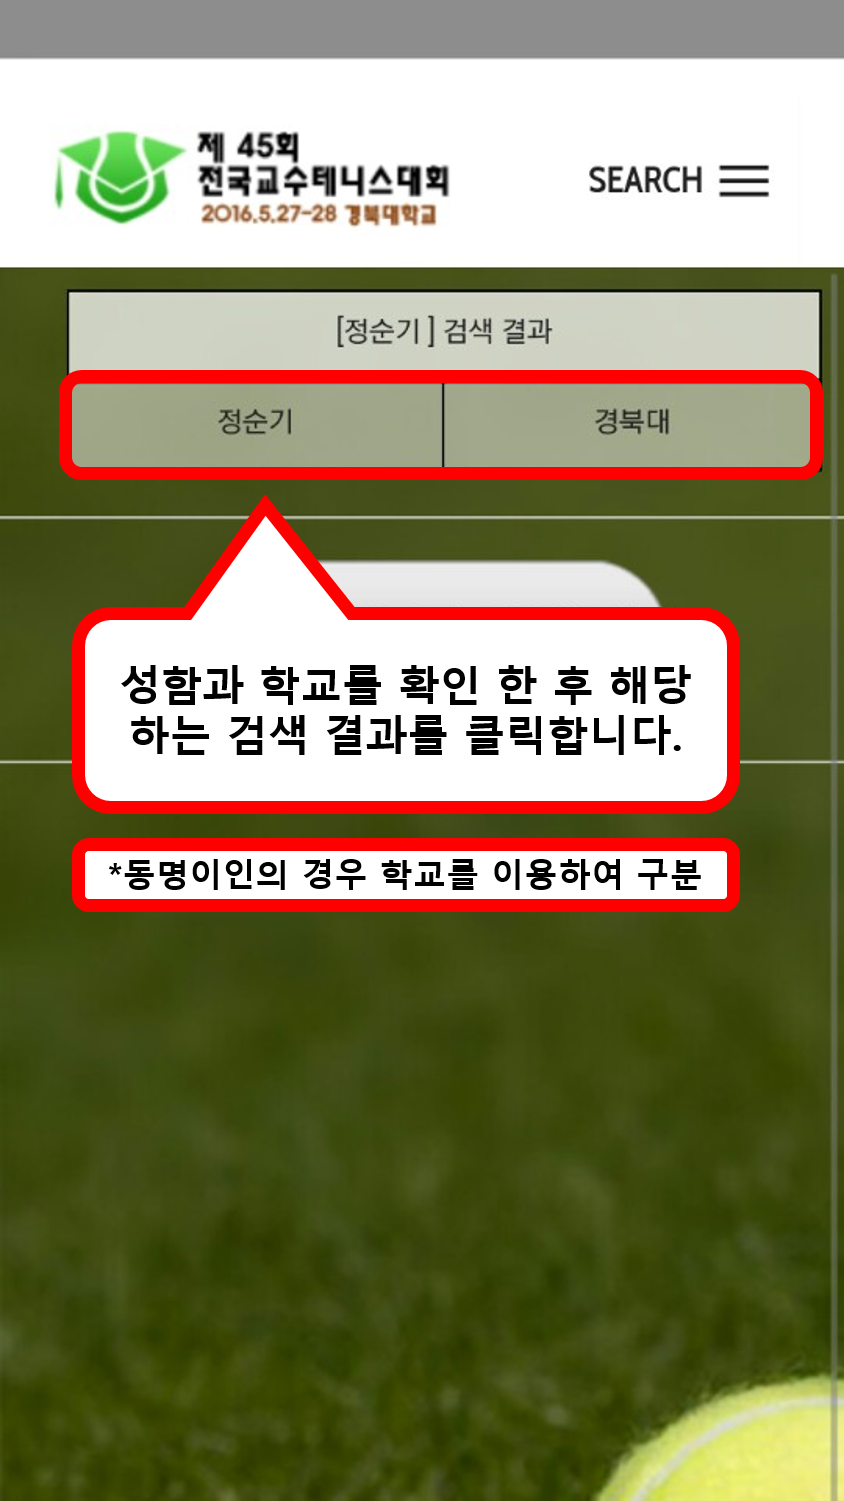 제 45회
전국교수테니스대회
2016.5.27-28 경북대학교
SEARCH
[정순기 ] 검색 결과
정순기 경북대
성함과 학교를 확인 한 후 해당
하는 검색 결과를 클릭합니다.
*동명이인의 경우 학교를 이용하여 구분